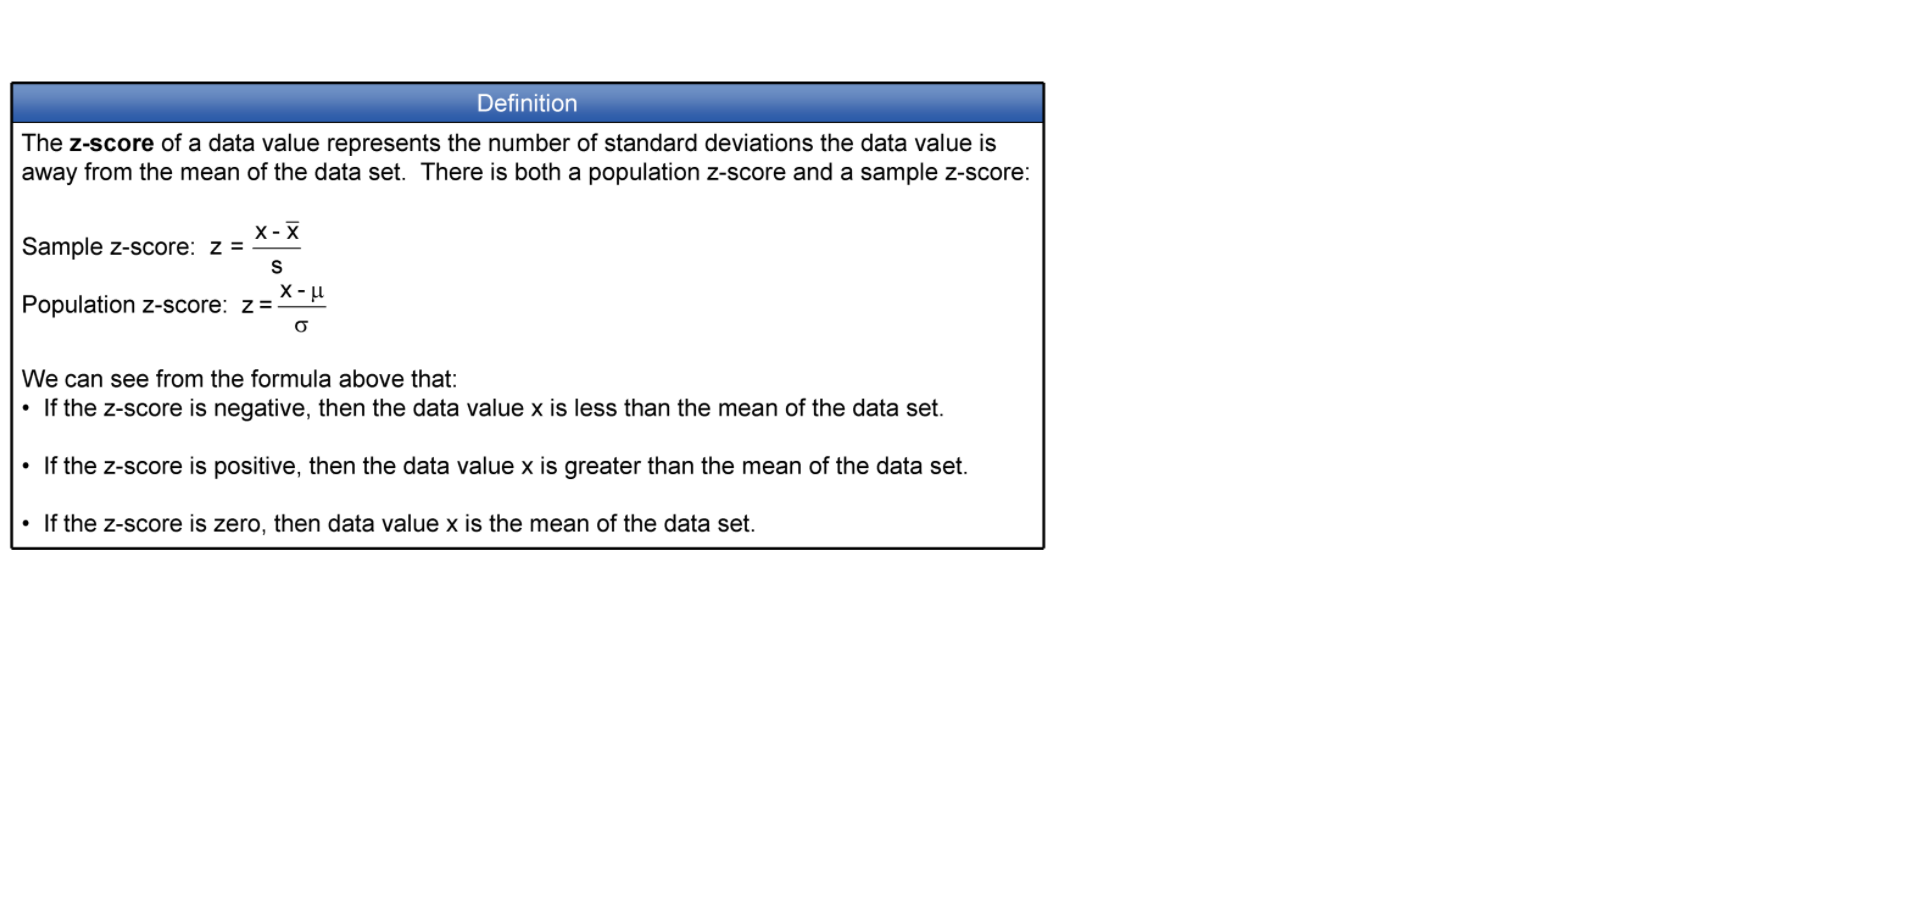 Definition
The z-score of a data value represents the number of standard deviations the data value is
away from the mean of the data set.  There is both a population z-score and a sample z-score:
Sample z-score:  z = x - x̅
s
Population z-score:  z = x - μ
σ
We can see from the formula above that:
• If the z-score is negative, then the data value x is less than the mean of the data set.
• If the z-score is positive, then the data value x is greater than the mean of the data set.
• If the z-score is zero, then data value x is the mean of the data set.